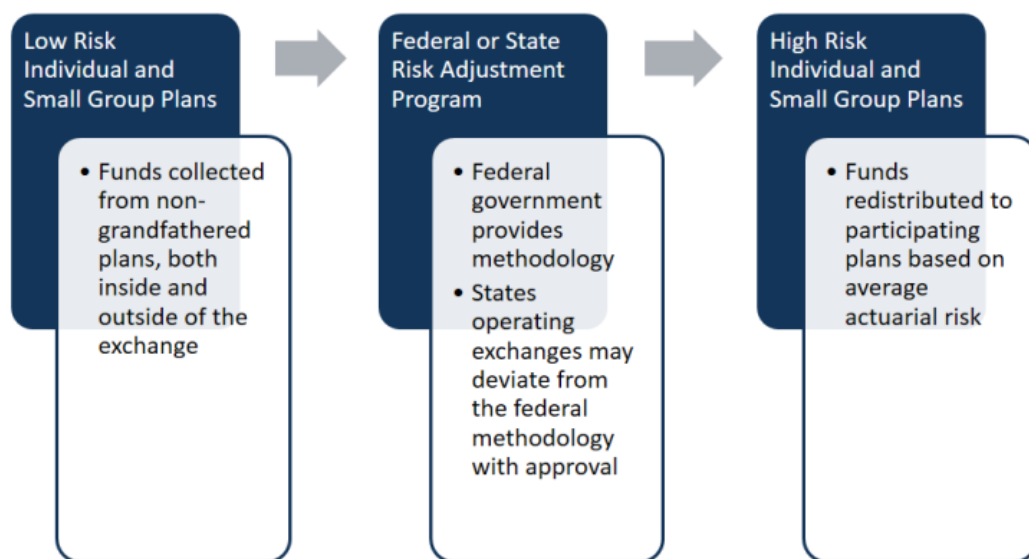 Low Risk
Individual and
Small Group Plans
• Funds collected
from non-
grandfathered
plans, both
inside and
outside of the
exchange
Federal or State
Risk Adjustment
Program
• Federal
government
provides
methodology
• States
operating
exchanges may
deviate from
the federal
methodology
with approval
High Risk
Individual and
Small Group Plans
• Funds
redistributed to
participating
plans based on
average
actuarial risk